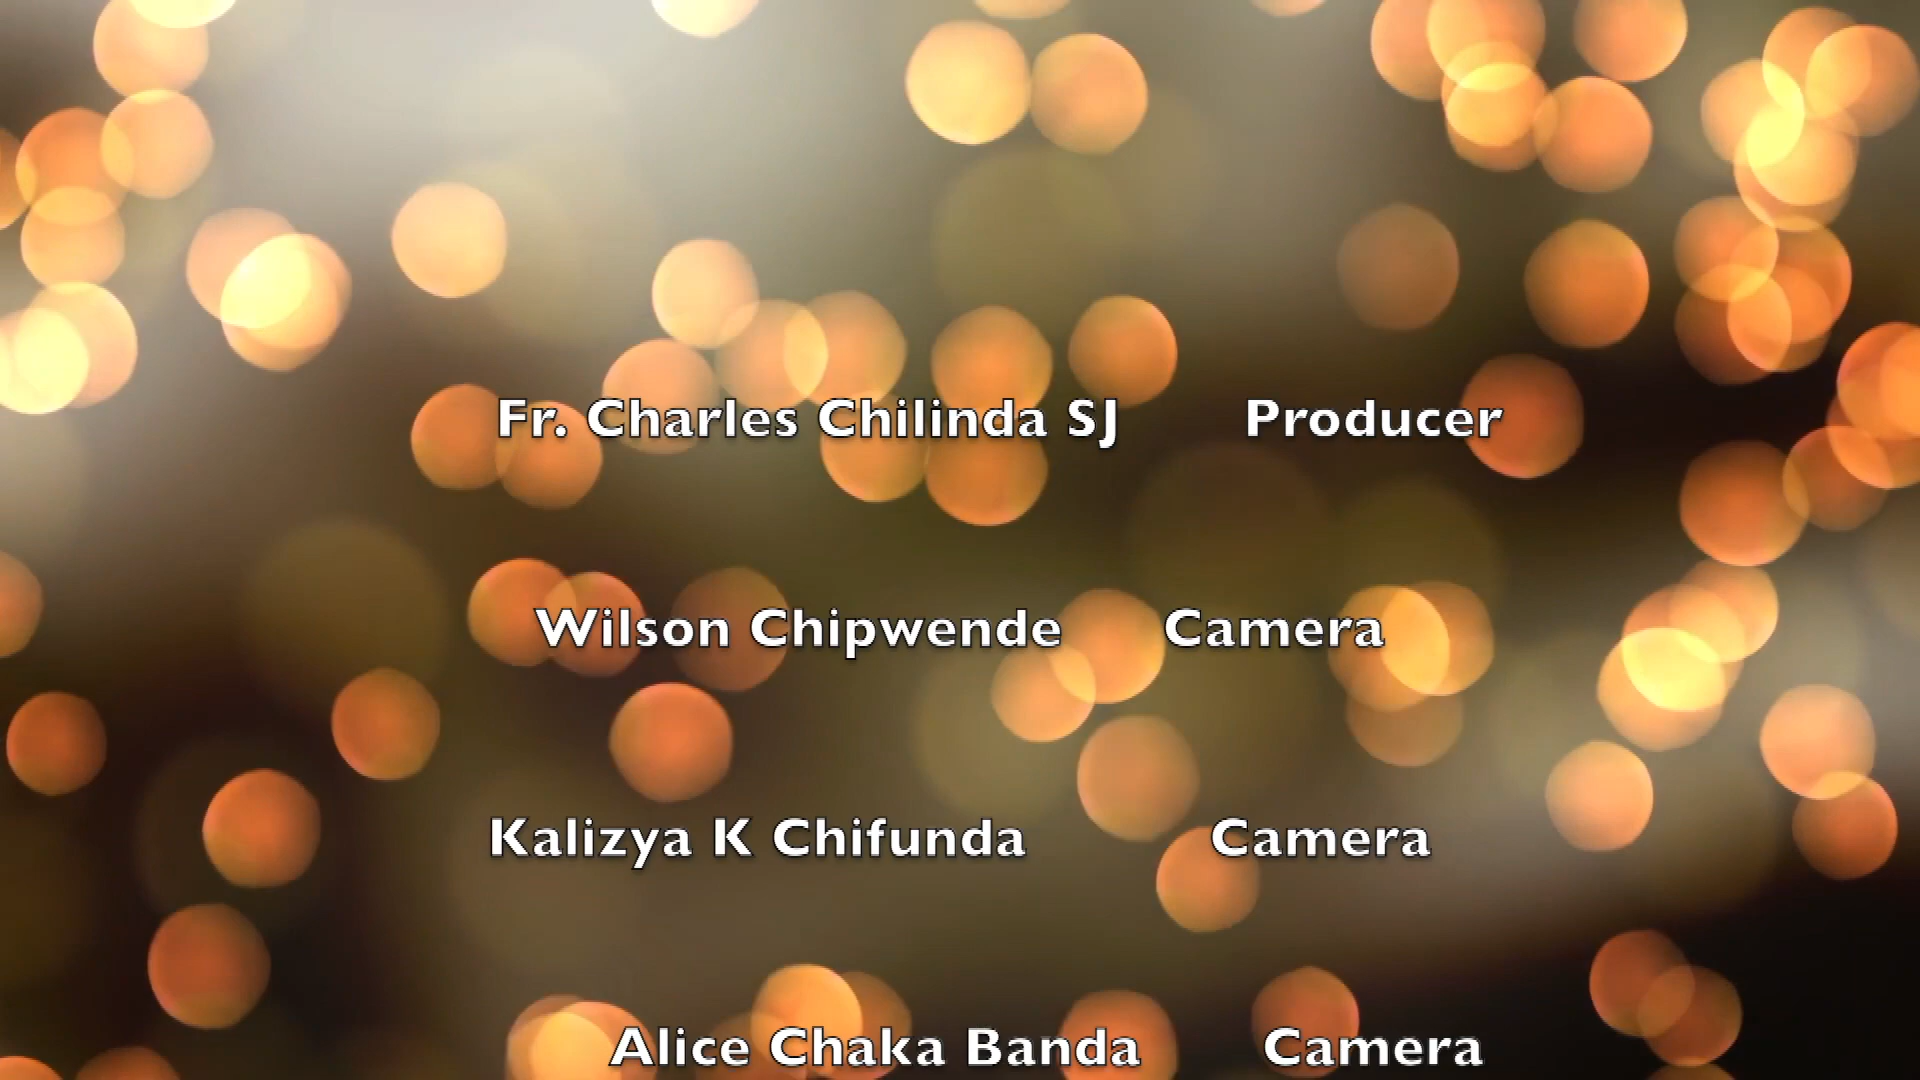 Fr. Charles Chilinda SJ Producer
Wilson Chipwende Camera
Kalizya K Chifunda Camera
Alice Chaka Banda Camera